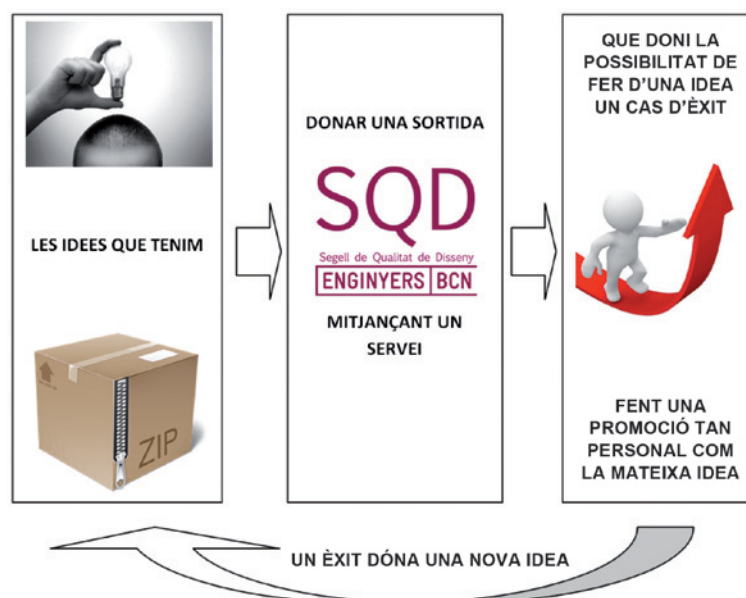 LES IDEES QUE TENIM
ZIP
DONAR UNA SORTIDA
SQD
Segell de Qualitat de Disseny
ENGINYERS BCN
MITJANÇANT UN
SERVEI
QUE DONI LA
POSSIBILITAT DE
FER D'UNA IDEA
UN CAS D'ÈXIT
FENT UNA
PROMOCIÓ TAN
PERSONAL COM
LA MATEIXA IDEA
UN ÈXIT DÓNA UNA NOVA IDEA